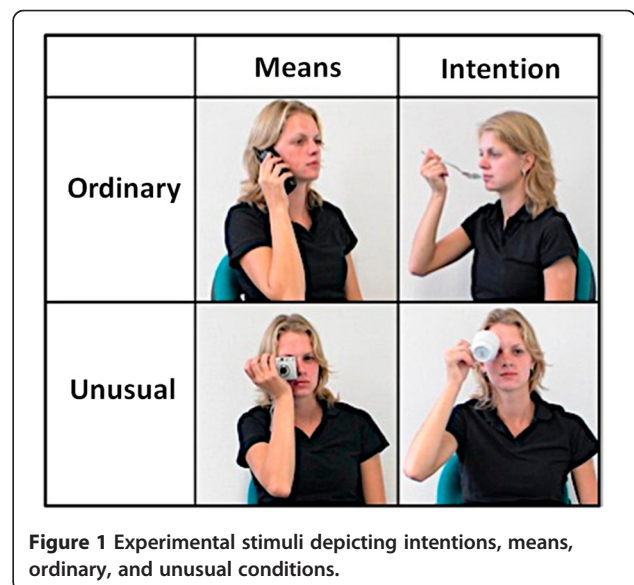 Means Intention
Ordinary
Unusual
Figure 1 Experimental stimuli depicting intentions, means,
ordinary, and unusual conditions.